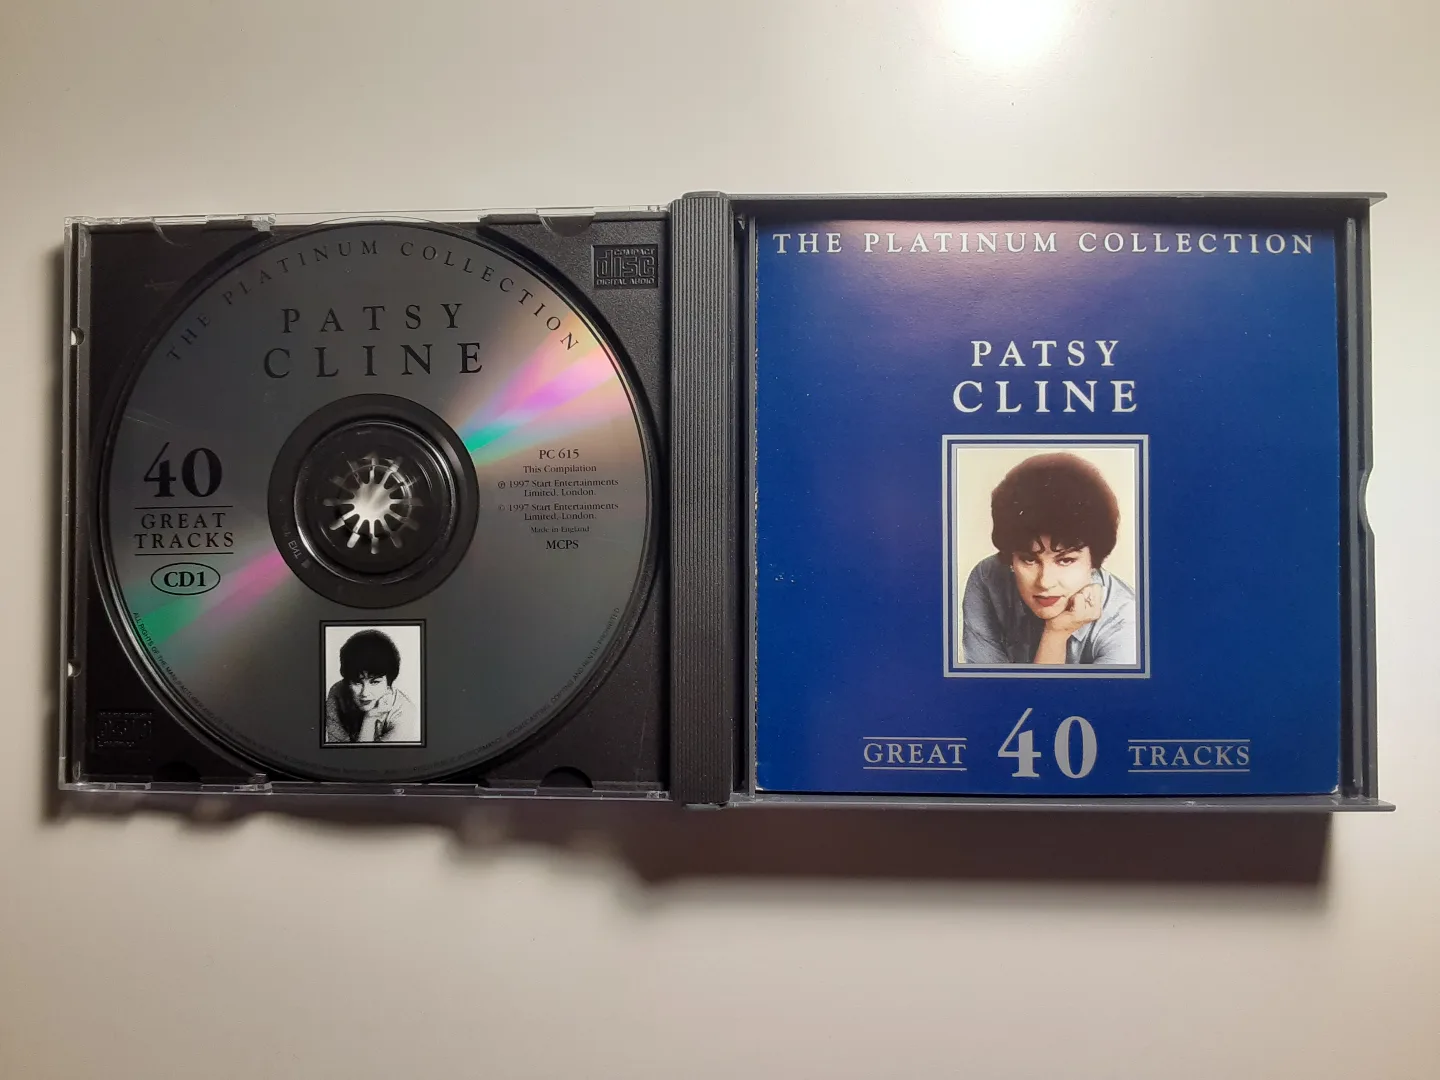 THE PLATINUM COLLECTION
PATSY
CLINE
40
GREAT
TRACKS
CD1
PC 615
This Compilation
℗ 1997 Start Entertainments
Limited, London.
© 1997 Start Entertainments
Limited, London.
Made in England
MCPS
COMPACT
disc
DIGITAL AUDIO
THE PLATINUM COLLECTION
PATSY
CLINE
GREAT 40 TRACKS